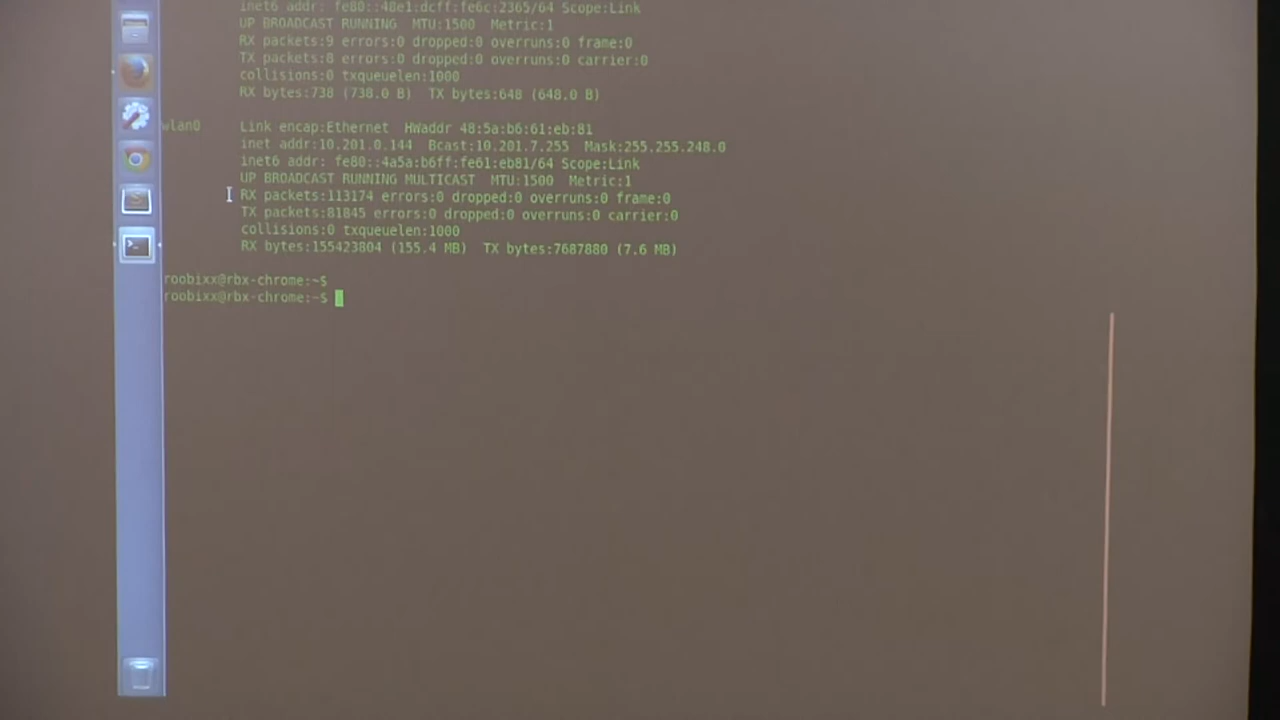 inet6 addr: fe80::48e1:dcff:fe6c:2365/64 Scope:Link
UP BROADCAST RUNNING  MTU:1500  Metric:1
RX packets:9 errors:0 dropped:0 overruns:0 frame:0
TX packets:8 errors:0 dropped:0 overruns:0 carrier:0
collisions:0 txqueuelen:1000
RX bytes:738 (738.0 B)  TX bytes:648 (648.0 B)
wlan0 Link encap:Ethernet  HWaddr 48:5a:b6:61:eb:81
inet addr:10.201.0.144  Bcast:10.201.7.255  Mask:255.255.248.0
inet6 addr: fe80::4a5a:b6ff:fe61:eb81/64 Scope:Link
UP BROADCAST RUNNING MULTICAST  MTU:1500  Metric:1
RX packets:113174 errors:0 dropped:0 overruns:0 frame:0
TX packets:81845 errors:0 dropped:0 overruns:0 carrier:0
collisions:0 txqueuelen:1000
RX bytes:155423804 (155.4 MB)  TX bytes:7687880 (7.6 MB)
roobixx@rbx-chrome:~$
roobixx@rbx-chrome:~$